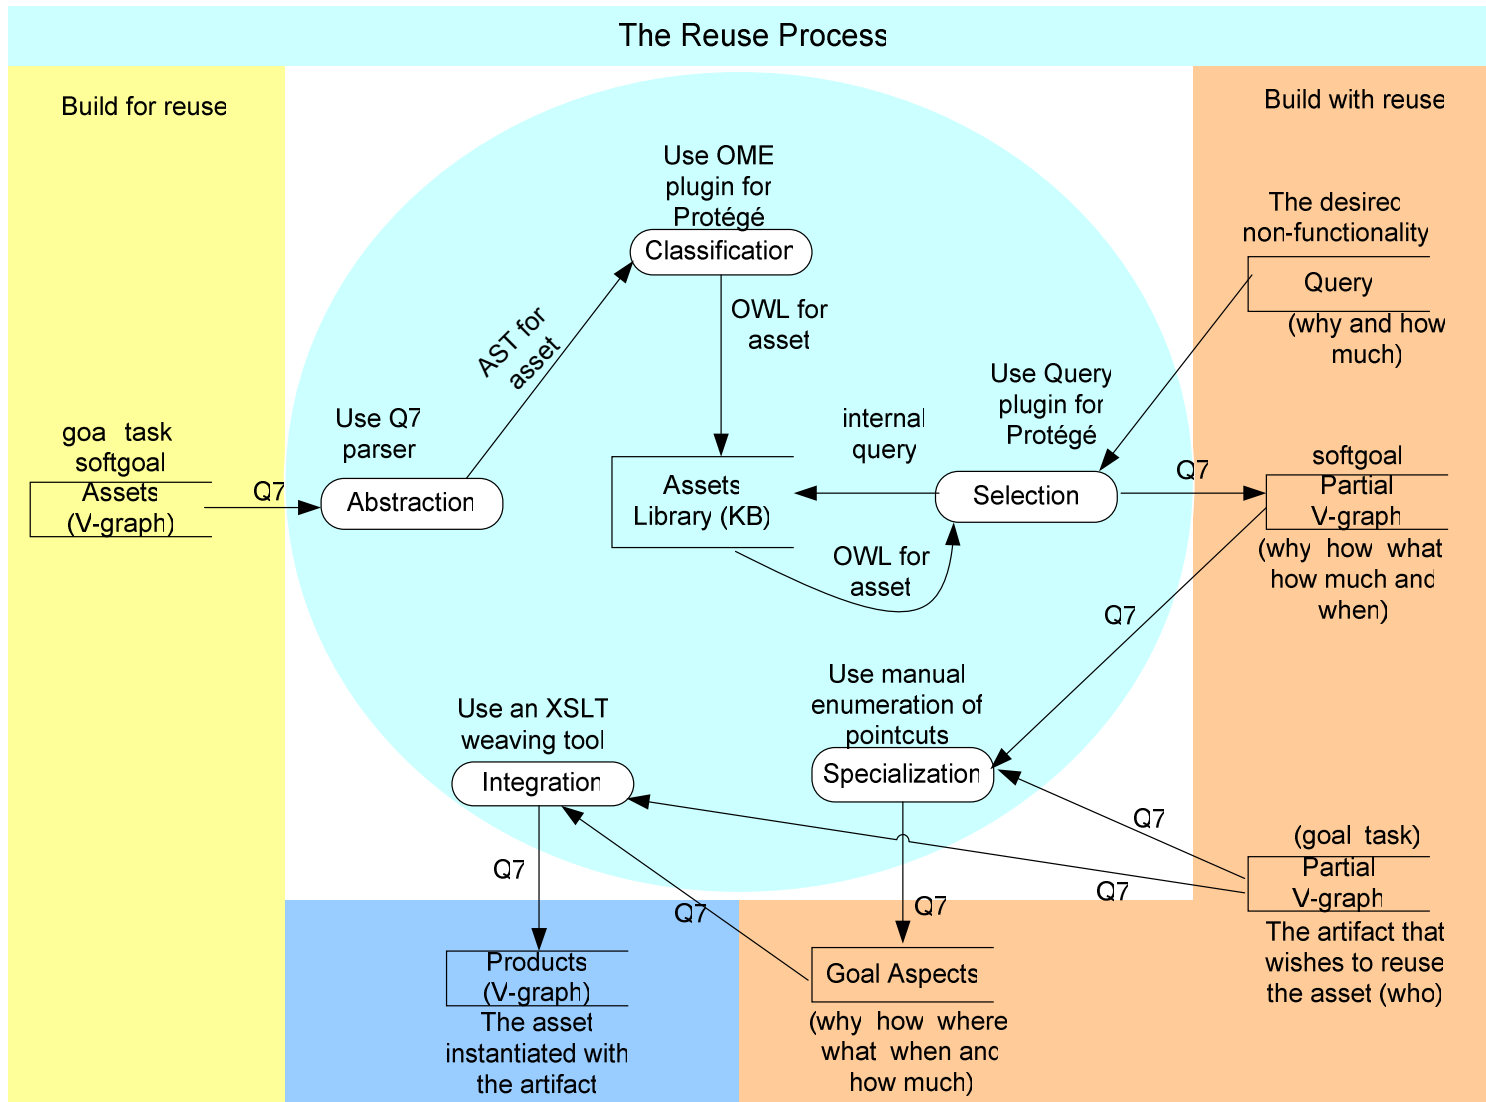 The Reuse Process
Build for reuse
Build with reuse
Use OME
plugin for
Protégé
Classification
The desired
non-functionality
Query
(why and how
much)
AST for
asset
OWL for
asset
Use Query
plugin for
Protégé
internal
query
Use Q7
parser
goa task
softgoal
Assets
(V-graph)
Q7
Abstraction
Assets
Library (KB)
Selection
Q7
softgoal
Partial
V-graph
(why how what
how much and
when)
OWL for
asset
Q7
Use manual
enumeration of
pointcuts
Specialization
Use an XSLT
weaving tool
Integration
Q7
(goal task)
Partial
V-graph
The artifact that
wishes to reuse
the asset (who)
Q7
Q7
Q7
Q7
Products
(V-graph)
The asset
instantiated with
the artifact
Goal Aspects
(why how where
what when and
how much)